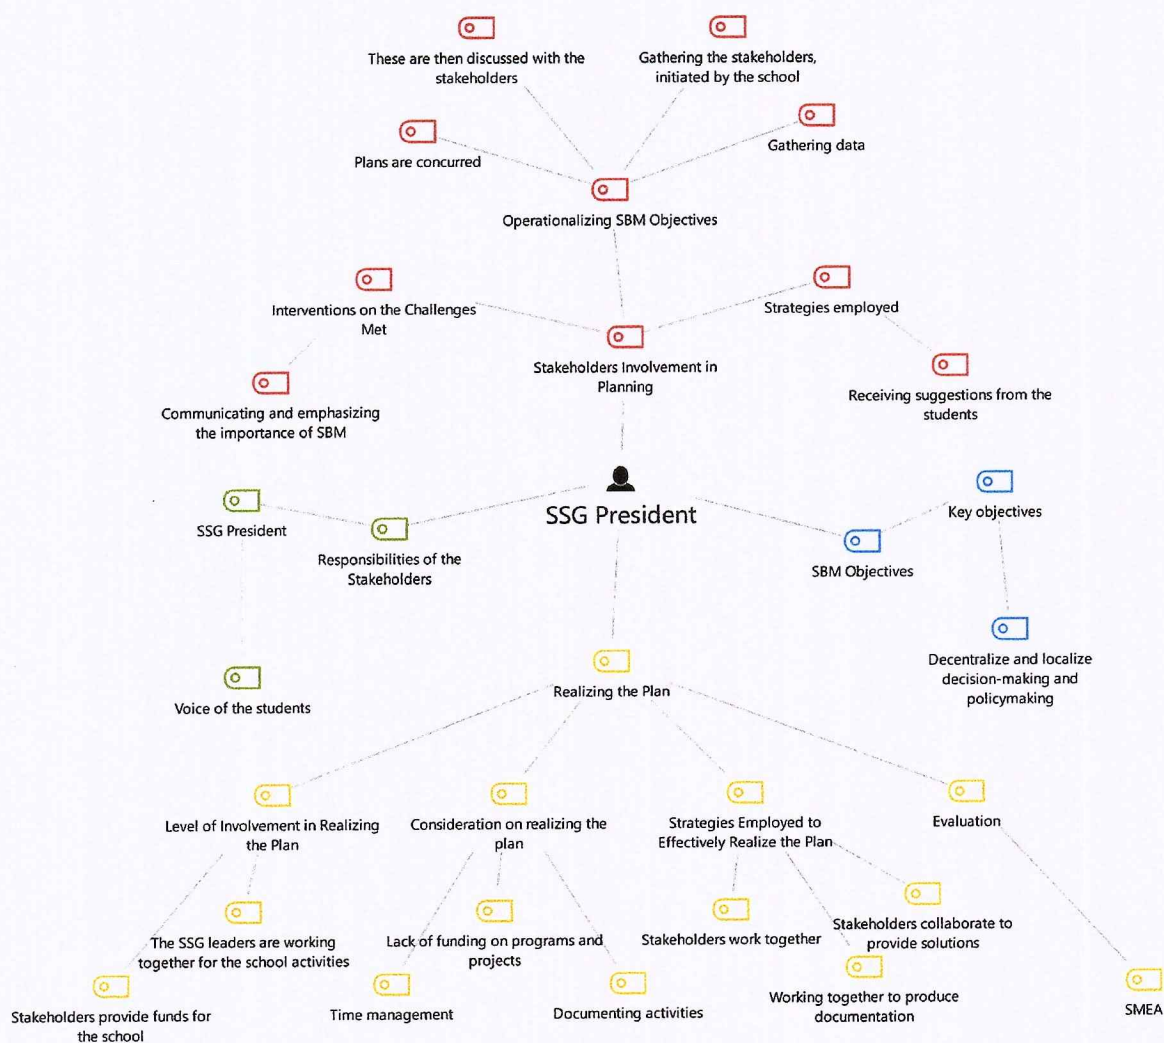 These are then discussed with the
stakeholders
Gathering the stakeholders,
initiated by the school
Plans are concurred
Gathering data
Operationalizing SBM Objectives
Interventions on the Challenges
Met
Strategies employed
Stakeholders Involvement in
Planning
Receiving suggestions from the
students
Communicating and emphasizing
the importance of SBM
SSG President
SSG President
Key objectives
Responsibilities of the
Stakeholders
SBM Objectives
Decentralize and localize
decision-making and
policymaking
Voice of the students
Realizing the Plan
Level of Involvement in Realizing
the Plan
Consideration on realizing the
plan
Strategies Employed to
Effectively Realize the Plan
Evaluation
The SSG leaders are working
together for the school activities
Lack of funding on programs and
projects
Stakeholders work together
Stakeholders collaborate to
provide solutions
Stakeholders provide funds for
the school
Time management
Documenting activities
Working together to produce
documentation
SMEA